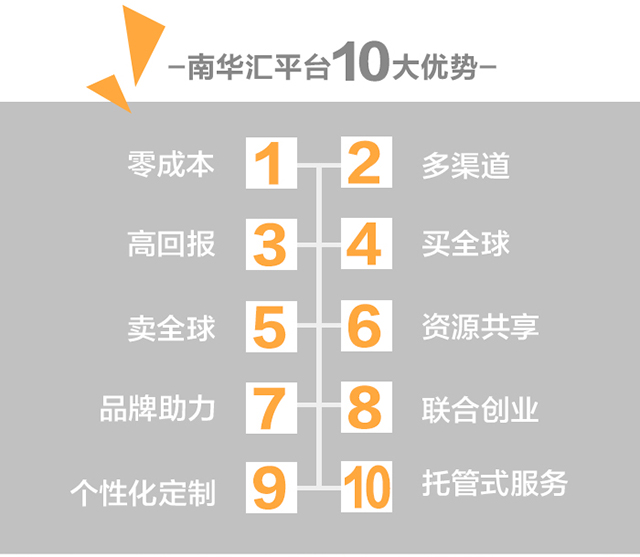 南华汇平台10大优势
零成本 1 2 多渠道
高回报 3 4 买全球
卖全球 5 6 资源共享
品牌助力 7 8 联合创业
个性化定制 9 10 托管式服务